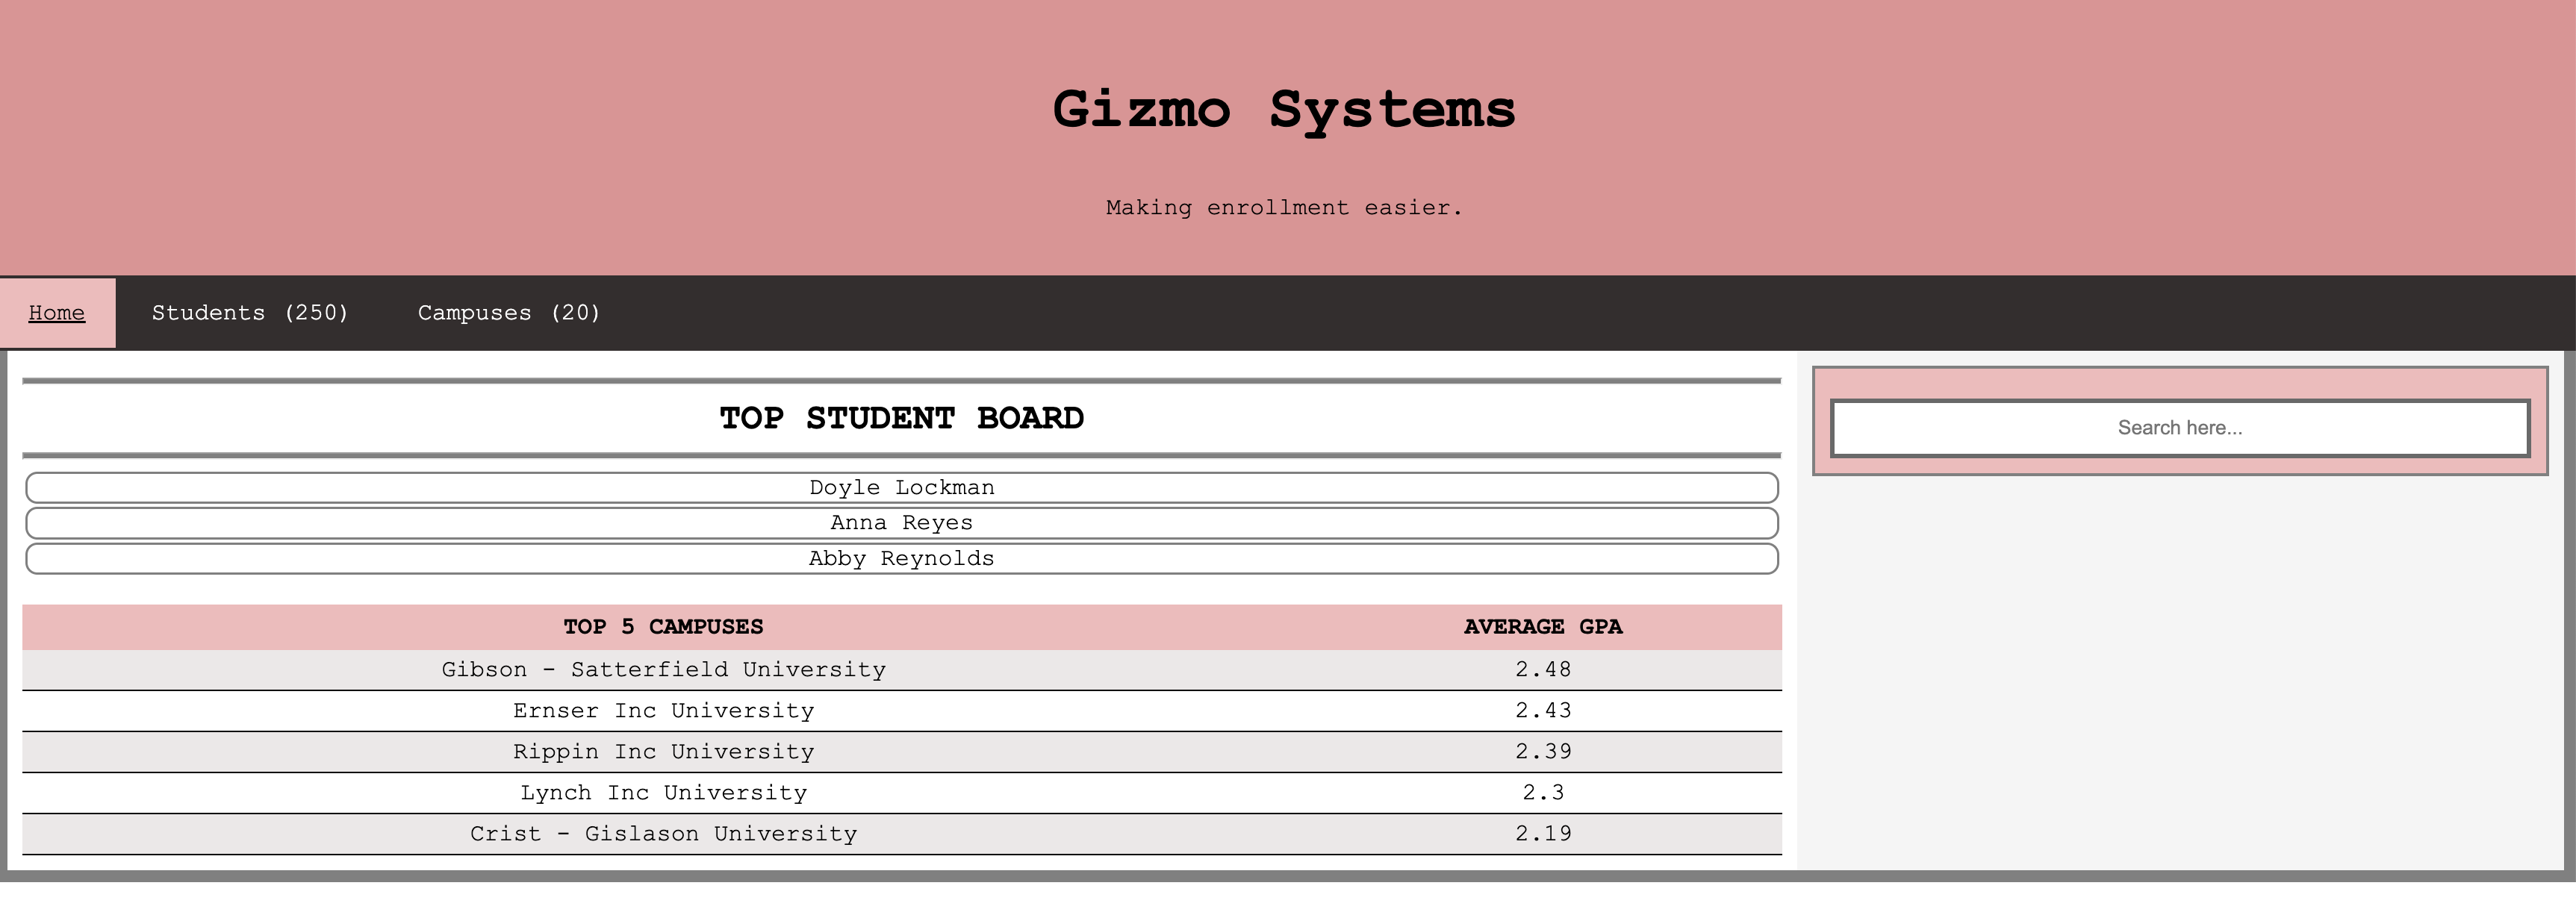 Gizmo Systems
Making enrollment easier.
Home Students (250) Campuses (20)
TOP STUDENT BOARD
Doyle Lockman
Anna Reyes
Abby Reynolds
Search here...
TOP 5 CAMPUSES AVERAGE GPA
Gibson - Satterfield University 2.48
Ernser Inc University 2.43
Rippin Inc University 2.39
Lynch Inc University 2.3
Crist - Gislason University 2.19